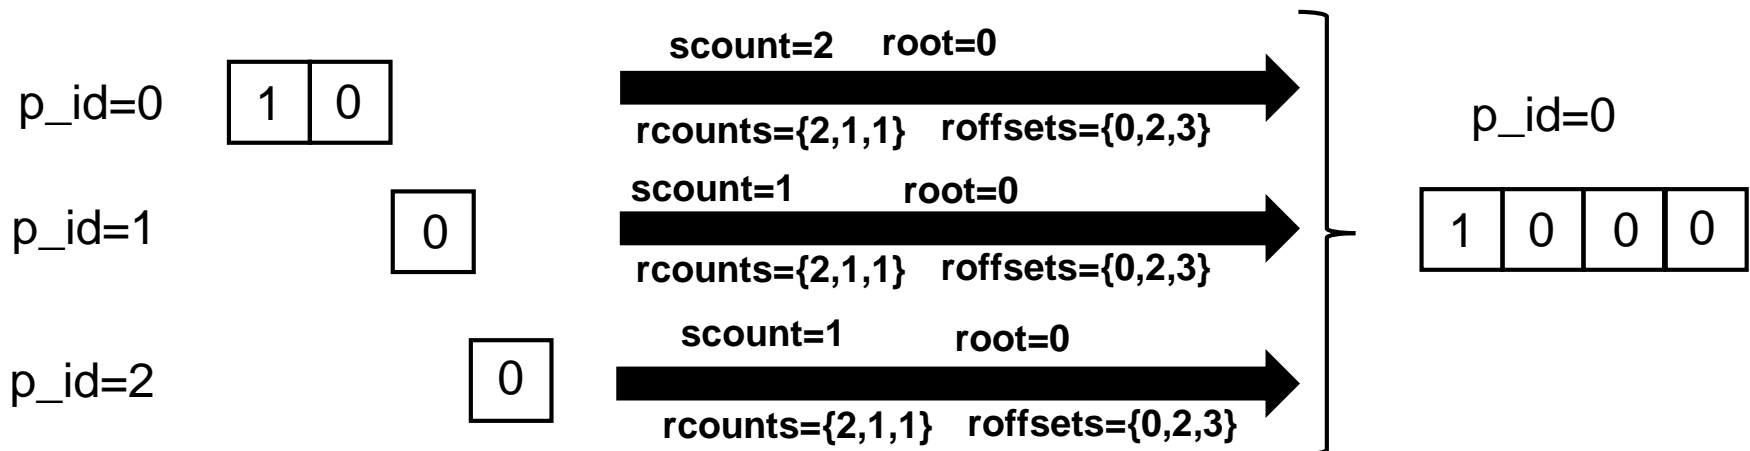 scount=2 root=0
p_id=0 1 0
rcounts={2,1,1} roffsets={0,2,3}
p_id=0
scount=1 root=0
p_id=1 0
rcounts={2,1,1} roffsets={0,2,3}
1 0 0 0
scount=1 root=0
p_id=2 0
rcounts={2,1,1} roffsets={0,2,3}